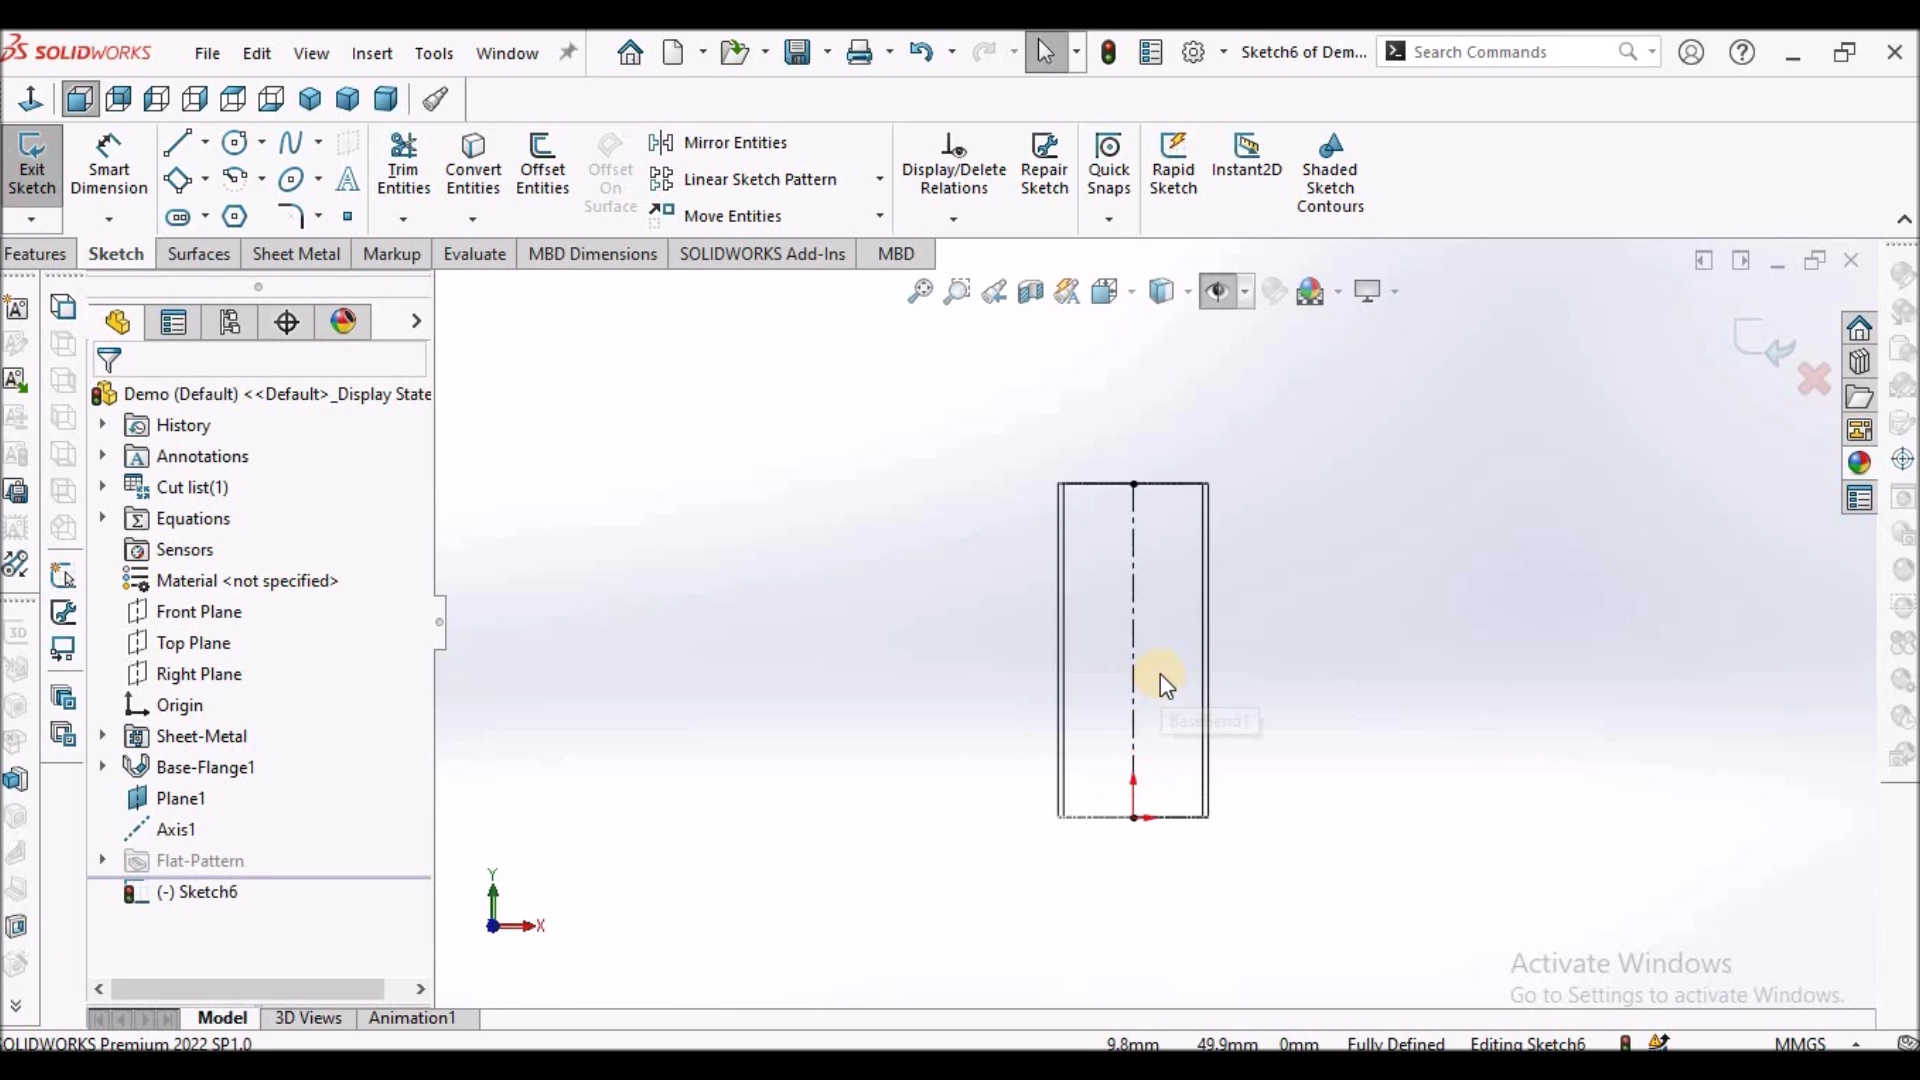 SOLIDWORKS
File Edit View Insert Tools Window
Sketch6 of Dem...
Search Commands
Exit Sketch
Smart Dimension
Trim Entities
Convert Entities
Offset Entities
Offset On Surface
Mirror Entities
Linear Sketch Pattern
Move Entities
Display/Delete Relations
Repair Sketch
Quick Snaps
Rapid Sketch
Instant2D
Shaded Sketch Contours
Features Sketch Surfaces Sheet Metal Markup Evaluate MBD Dimensions SOLIDWORKS Add-Ins MBD
Demo (Default) <<Default>_Display State
History
Annotations
Cut list(1)
Equations
Sensors
Material <not specified>
Front Plane
Top Plane
Right Plane
Origin
Sheet-Metal
Base-Flange1
Plane1
Axis1
Flat-Pattern
(-) Sketch6
Y
X
Activate Windows
Go to Settings to activate Windows.
Model 3D Views Animation1
SOLIDWORKS Premium 2022 SP1.0
9.8mm 49.9mm 0mm Fully Defined Editing Sketch6 MMGS